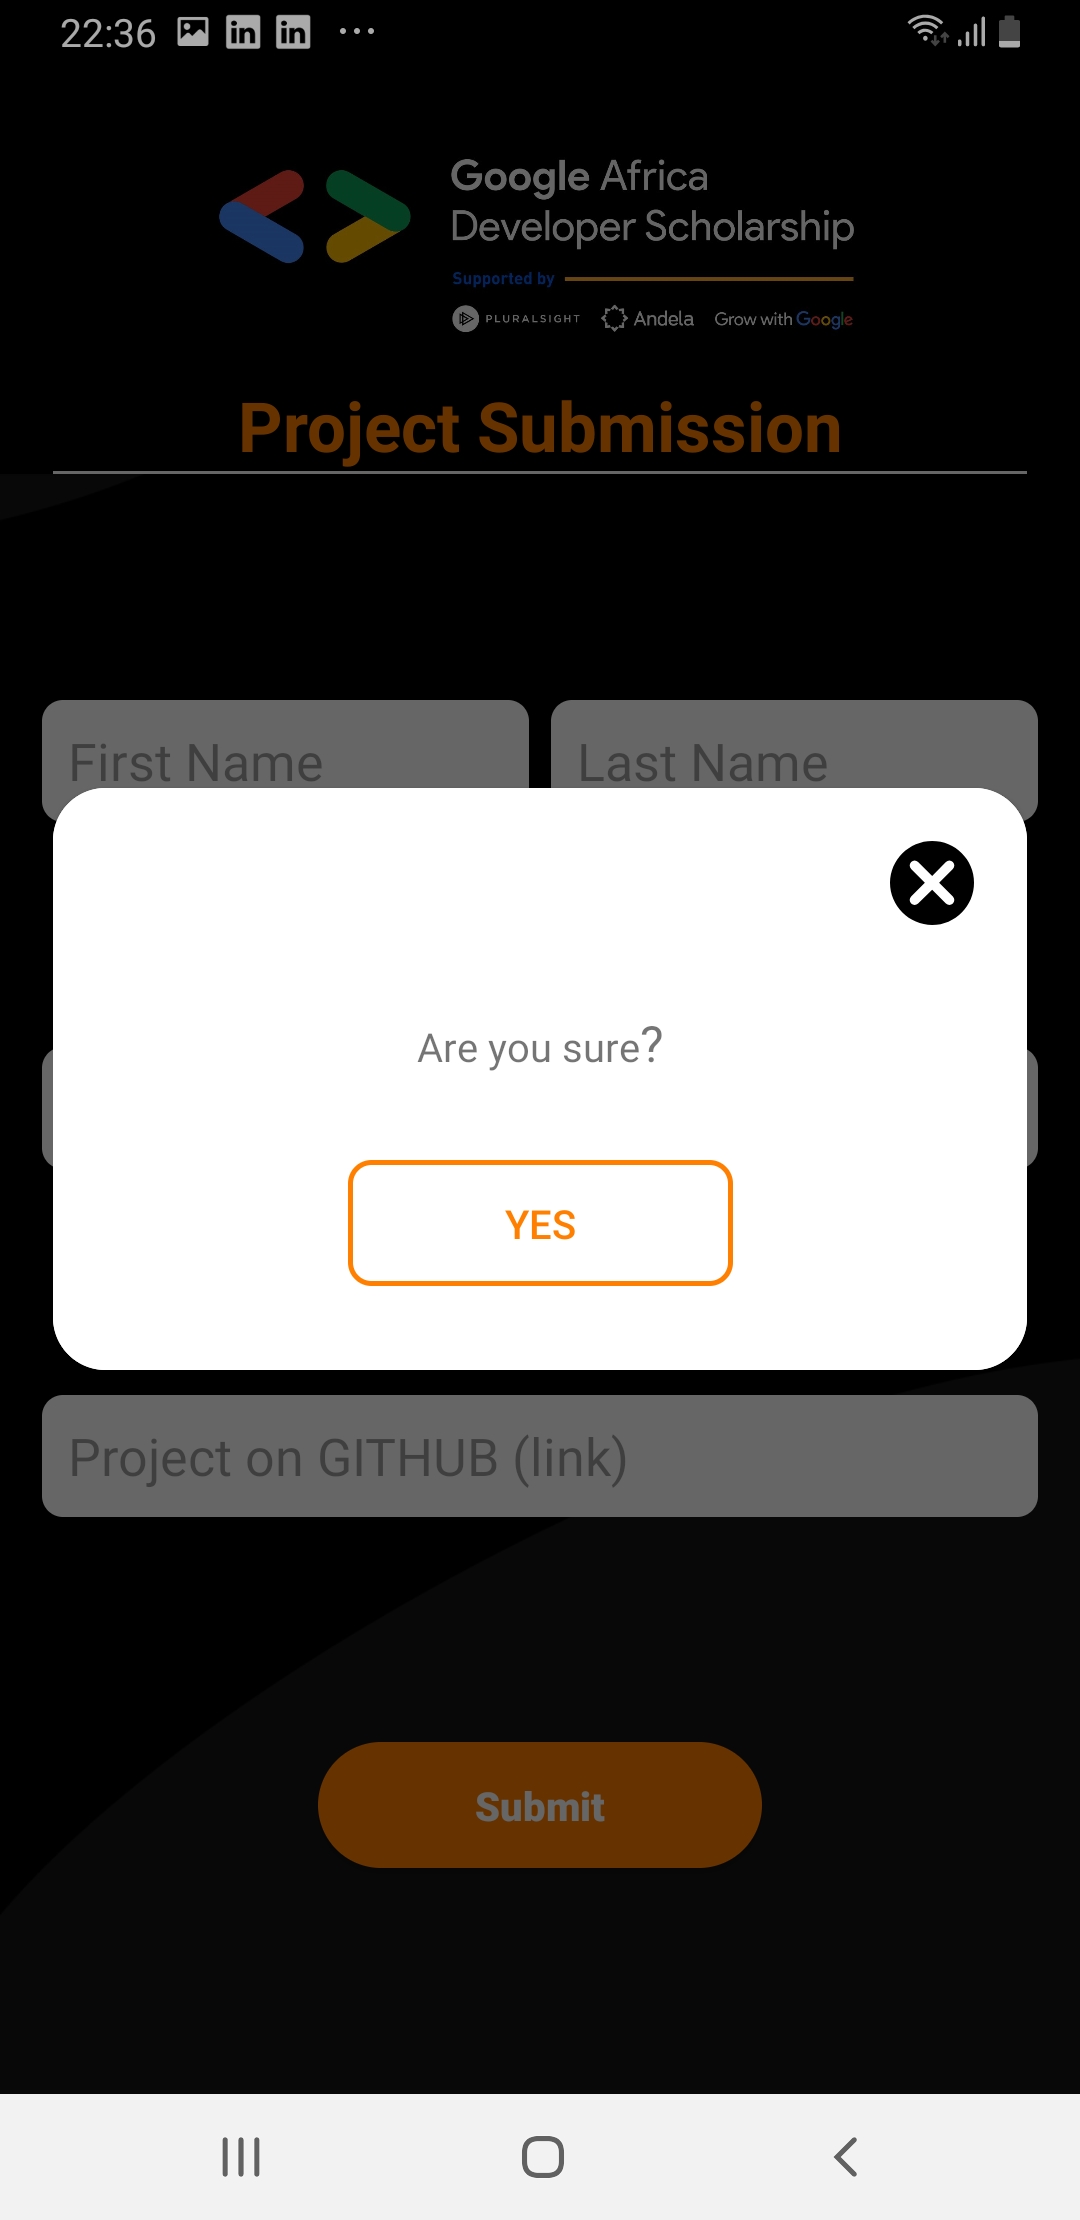 22:36
Google Africa
Developer Scholarship
Supported by
PLURALSIGHT Andela Grow with Google
Project Submission
First Name Last Name
Are you sure?
YES
Project on GITHUB (link)
Submit